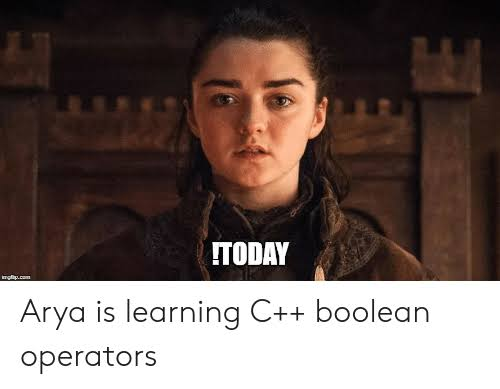 !TODAY
imgflip.com
Arya is learning C++ boolean
operators